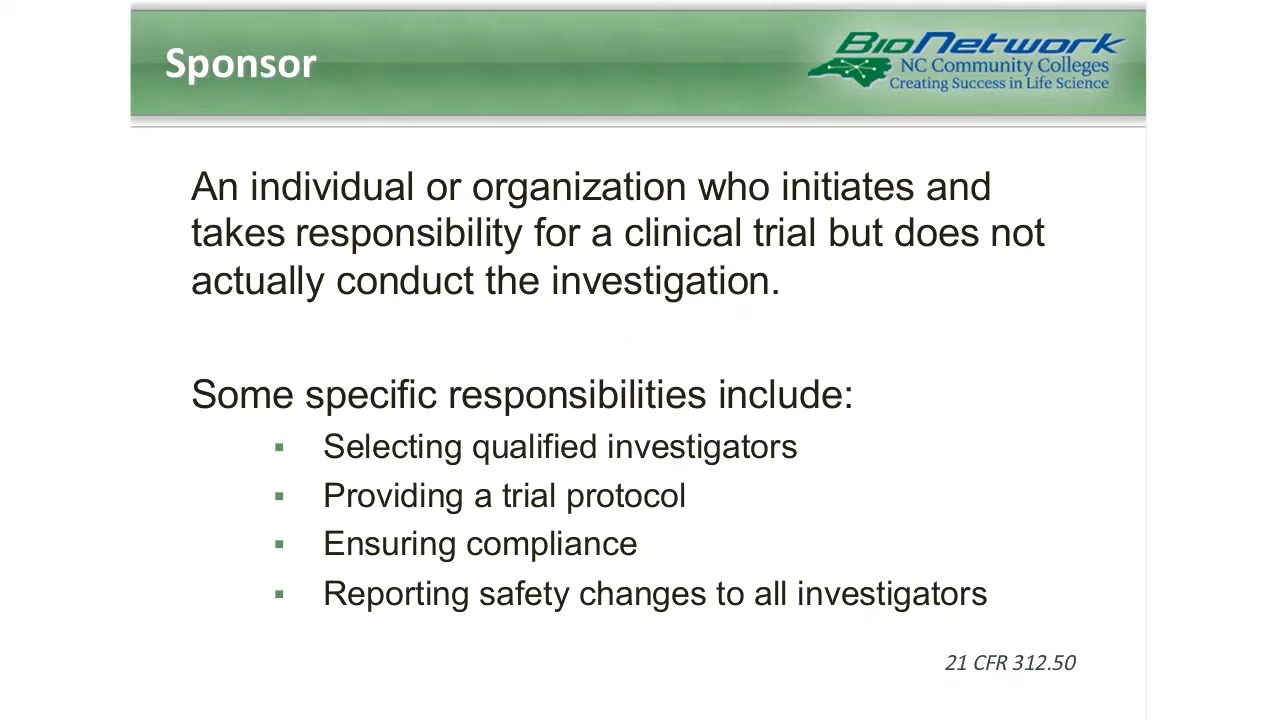 Sponsor
BioNetwork
NC Community Colleges
Creating Success in Life Science
An individual or organization who initiates and
takes responsibility for a clinical trial but does not
actually conduct the investigation.
Some specific responsibilities include:
▪ Selecting qualified investigators
▪ Providing a trial protocol
▪ Ensuring compliance
▪ Reporting safety changes to all investigators
21 CFR 312.50